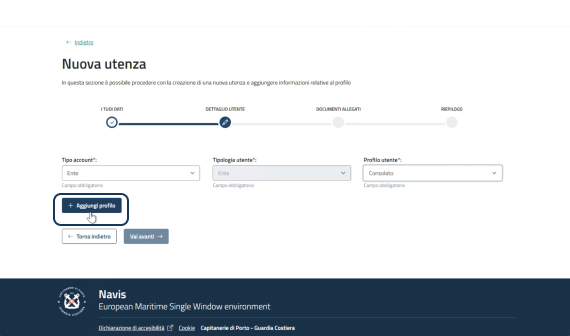 ← Indietro
Nuova utenza
In questa sezione è possibile procedere con la creazione di una nuova utenza e aggiungere informazioni relative al profilo
I TUOI DATI
DETTAGLIO UTENTE
DOCUMENTI ALLEGATI
RIEPILOGO
Tipo account*:
Tipologia utente*:
Profilo utente*:
Ente
Ente
Consolato
Campo obbligatorio
Campo obbligatorio
Campo obbligatorio
+ Aggiungi profilo
← Torna indietro
Vai avanti →
Navis
European Maritime Single Window environment
Dichiarazione di accesibilità
Cookie
Capitanerie di Porto - Guardia Costiera